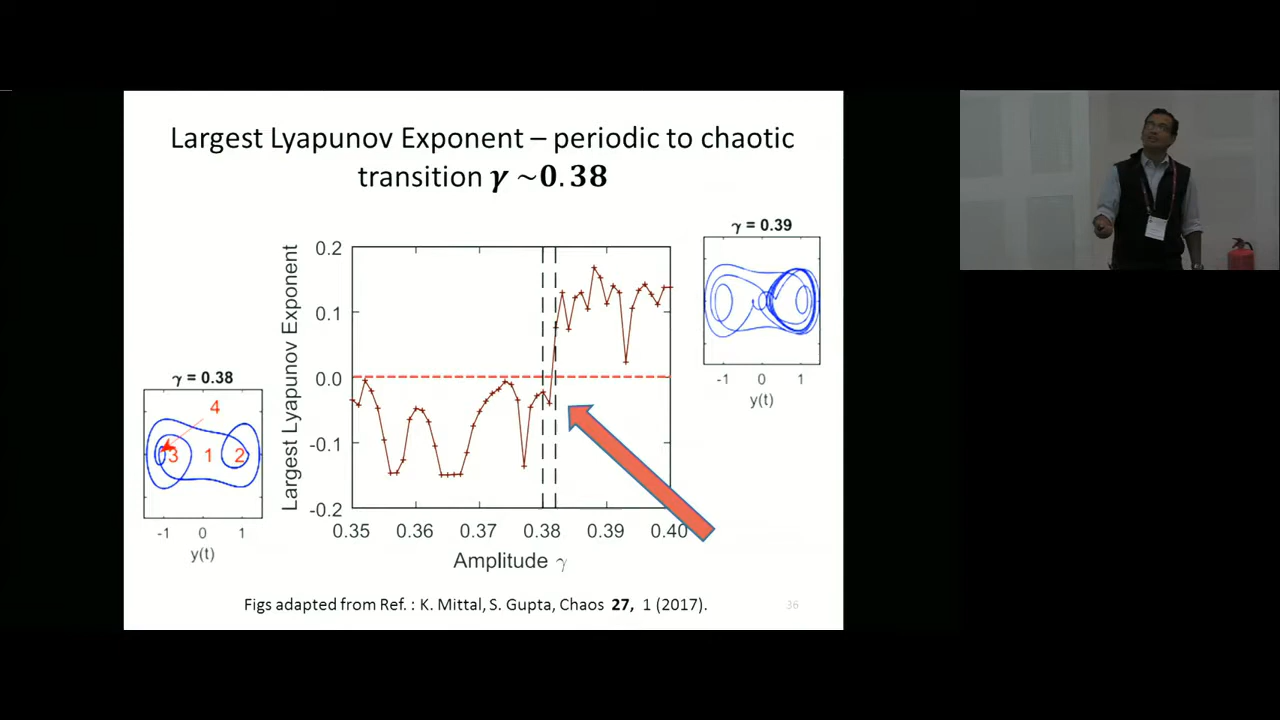 Largest Lyapunov Exponent – periodic to chaotic
transition γ ~0.38
γ = 0.39
-1 0 1
y(t)
Largest Lyapunov Exponent
0.2
0.1
0.0
-0.1
-0.2
0.35 0.36 0.37 0.38 0.39 0.40
Amplitude γ
γ = 0.38
4
3 1 2
-1 0 1
y(t)
Figs adapted from Ref. : K. Mittal, S. Gupta, Chaos 27, 1 (2017).
36